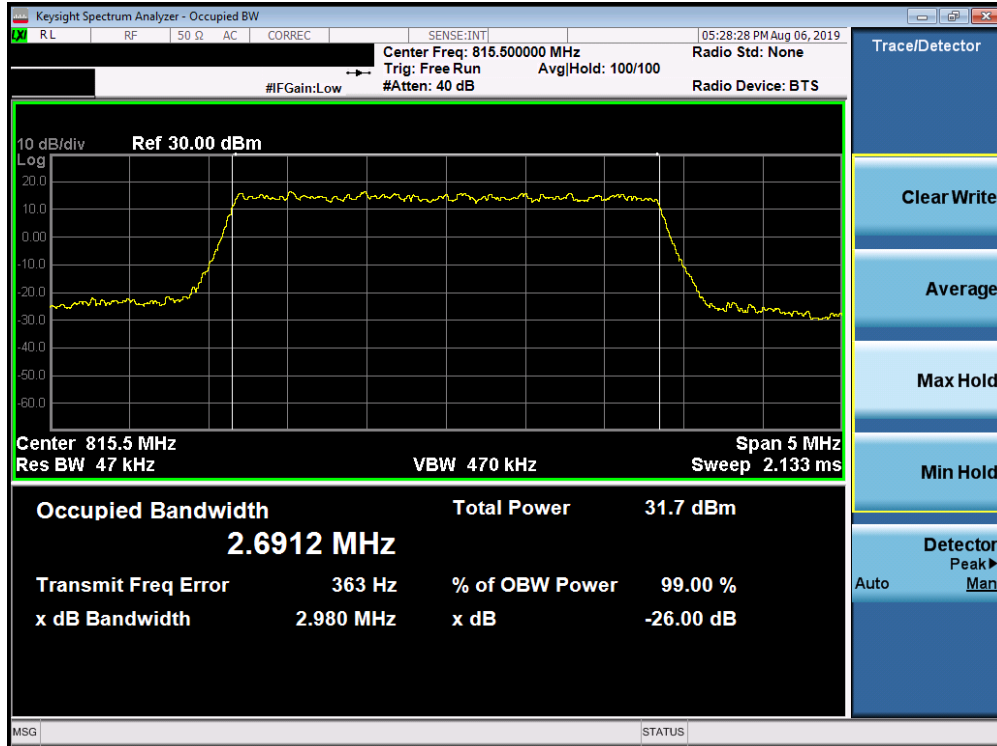 Keysight Spectrum Analyzer - Occupied BW
LXI RL RF 50 Ω AC CORREC SENSE:INT 05:28:28 PM Aug 06, 2019
Center Freq: 815.500000 MHz Radio Std: None
Trig: Free Run Avg|Hold: 100/100
#IFGain:Low #Atten: 40 dB Radio Device: BTS
10 dB/div Ref 30.00 dBm
Log
20.0
10.0
0.00
-10.0
-20.0
-30.0
-40.0
-50.0
-60.0
Center 815.5 MHz Span 5 MHz
Res BW 47 kHz VBW 470 kHz Sweep 2.133 ms
Occupied Bandwidth Total Power 31.7 dBm
2.6912 MHz
Transmit Freq Error 363 Hz % of OBW Power 99.00 %
x dB Bandwidth 2.980 MHz x dB -26.00 dB
MSG STATUS
Trace/Detector
Clear Write
Average
Max Hold
Min Hold
Detector
Peak▶
Auto Man